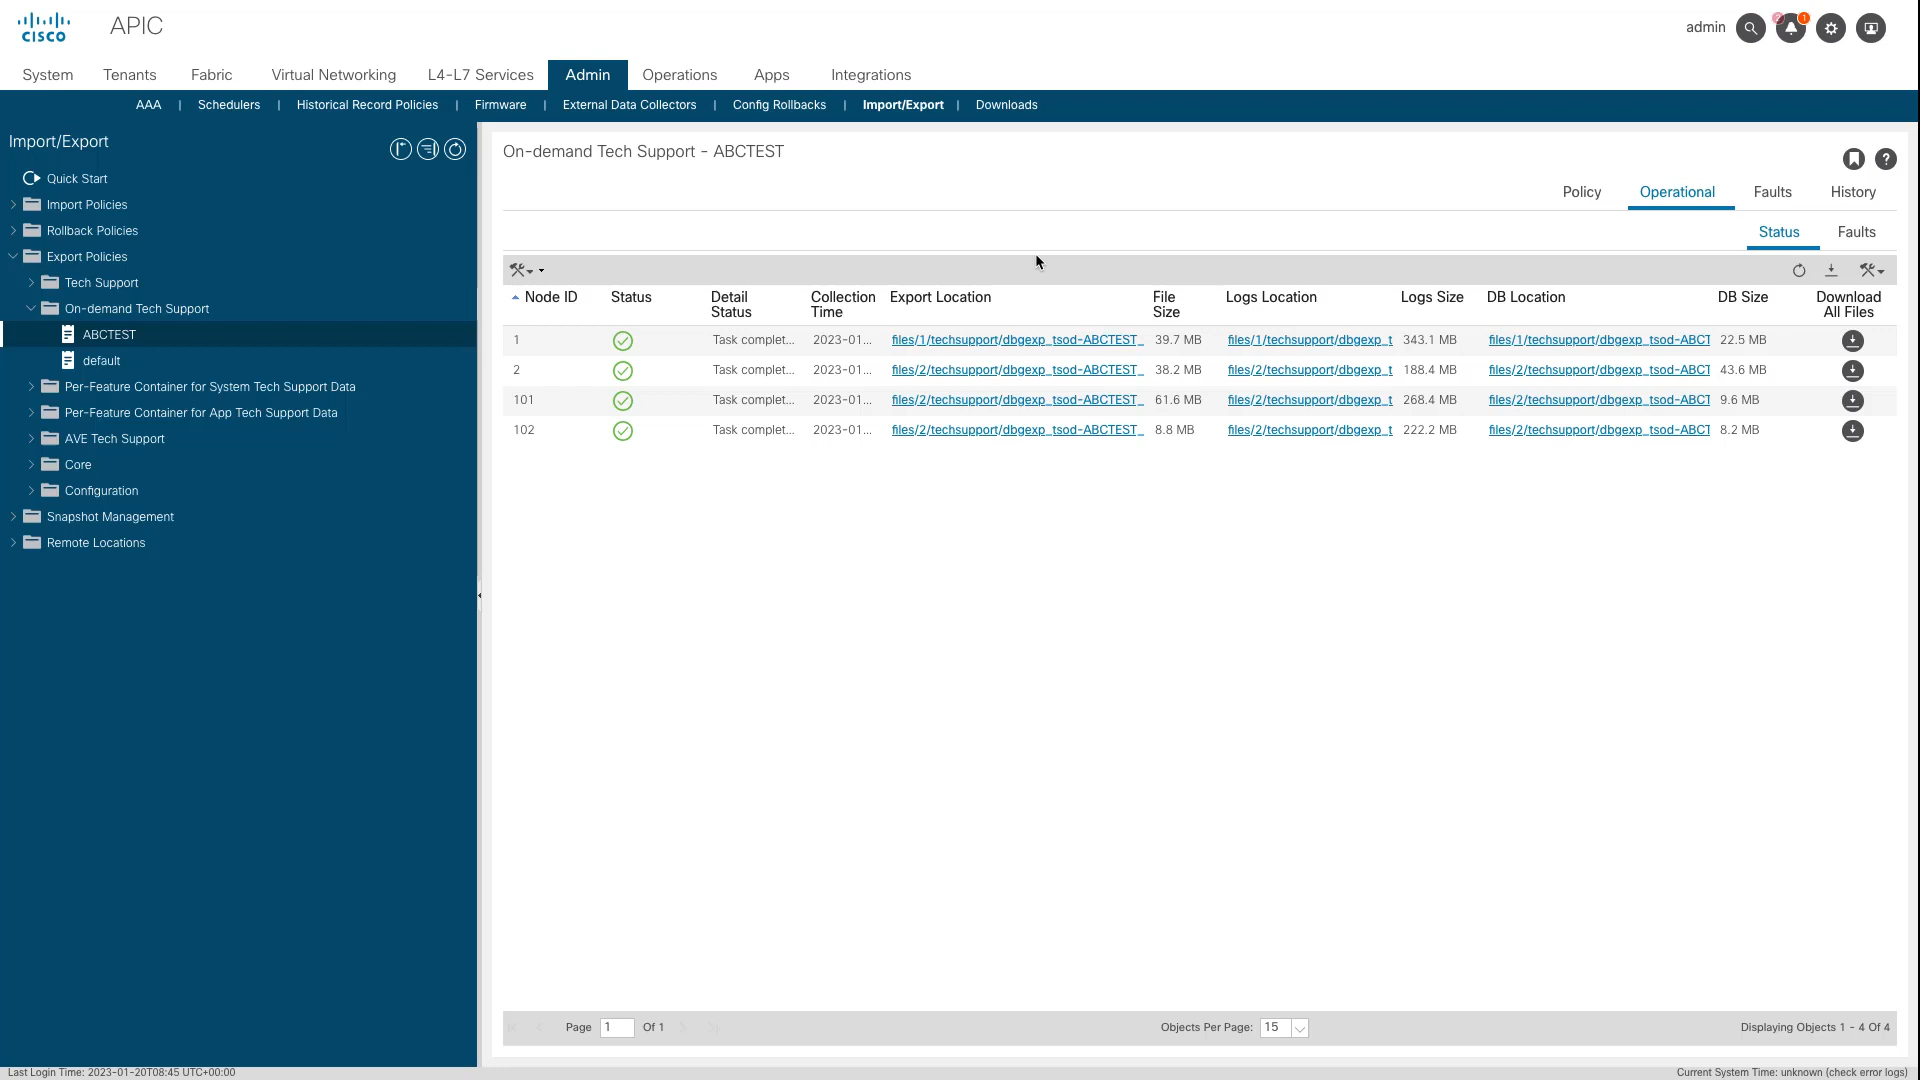 cisco
APIC
admin
1
System Tenants Fabric Virtual Networking L4-L7 Services Admin Operations Apps Integrations
AAA | Schedulers | Historical Record Policies | Firmware | External Data Collectors | Config Rollbacks | Import/Export | Downloads
Import/Export
Quick Start
Import Policies
Rollback Policies
Export Policies
Tech Support
On-demand Tech Support
ABCTEST
default
Per-Feature Container for System Tech Support Data
Per-Feature Container for App Tech Support Data
AVE Tech Support
Core
Configuration
Snapshot Management
Remote Locations
On-demand Tech Support - ABCTEST
Policy Operational Faults History
Status Faults
Node ID Status Detail Status Collection Time Export Location File Size Logs Location Logs Size DB Location DB Size Download All Files
1 Task complet... 2023-01... files/1/techsupport/dbgexp_tsod-ABCTEST_ 39.7 MB files/1/techsupport/dbgexp_t 343.1 MB files/1/techsupport/dbgexp_tsod-ABCT 22.5 MB
2 Task complet... 2023-01... files/2/techsupport/dbgexp_tsod-ABCTEST_ 38.2 MB files/2/techsupport/dbgexp_t 188.4 MB files/2/techsupport/dbgexp_tsod-ABCT 43.6 MB
101 Task complet... 2023-01... files/2/techsupport/dbgexp_tsod-ABCTEST_ 61.6 MB files/2/techsupport/dbgexp_t 268.4 MB files/2/techsupport/dbgexp_tsod-ABCT 9.6 MB
102 Task complet... 2023-01... files/2/techsupport/dbgexp_tsod-ABCTEST_ 8.8 MB files/2/techsupport/dbgexp_t 222.2 MB files/2/techsupport/dbgexp_tsod-ABCT 8.2 MB
Page 1 Of 1 Objects Per Page: 15 Displaying Objects 1 - 4 Of 4
Last Login Time: 2023-01-20T08:45 UTC+00:00 Current System Time: unknown (check error logs)